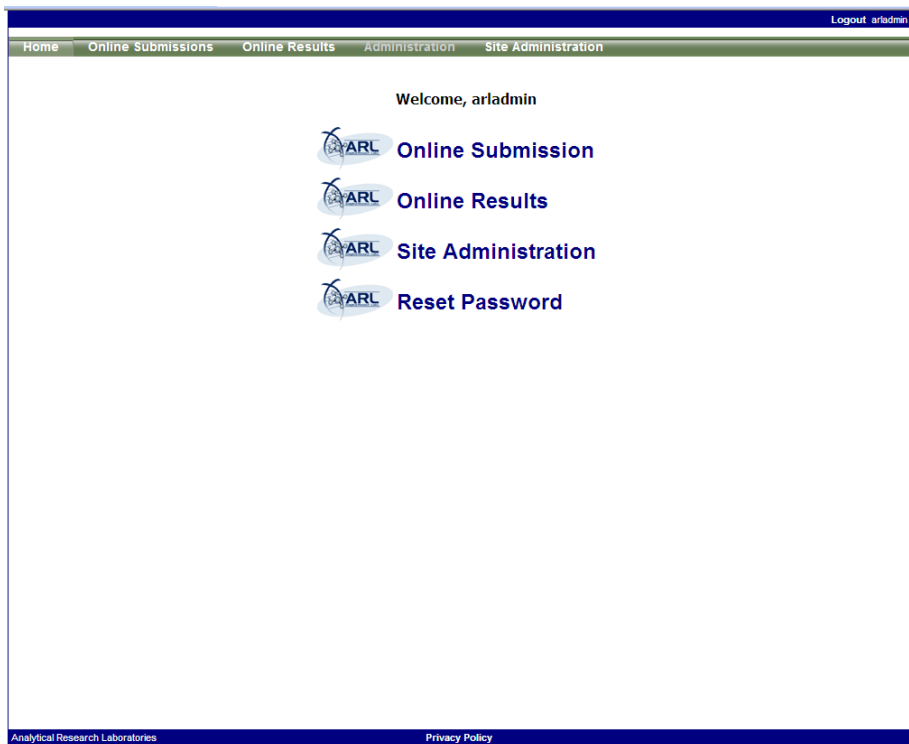 Logout arladmin
Home Online Submissions Online Results Administration Site Administration
Welcome, arladmin
ARL Online Submission
ARL Online Results
ARL Site Administration
ARL Reset Password
Analytical Research Laboratories Privacy Policy